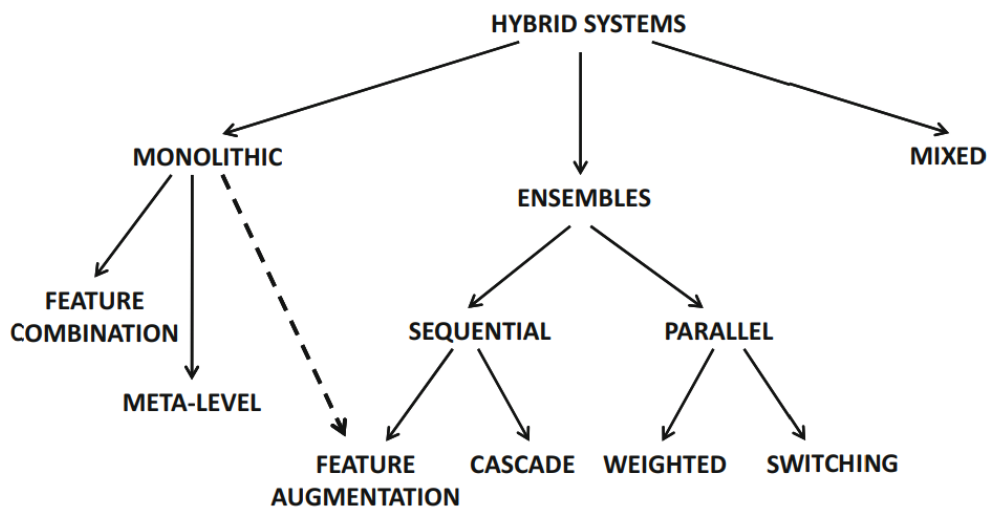 HYBRID SYSTEMS
MONOLITHIC
MIXED
ENSEMBLES
FEATURE
COMBINATION
SEQUENTIAL
PARALLEL
META-LEVEL
FEATURE
AUGMENTATION
CASCADE
WEIGHTED
SWITCHING